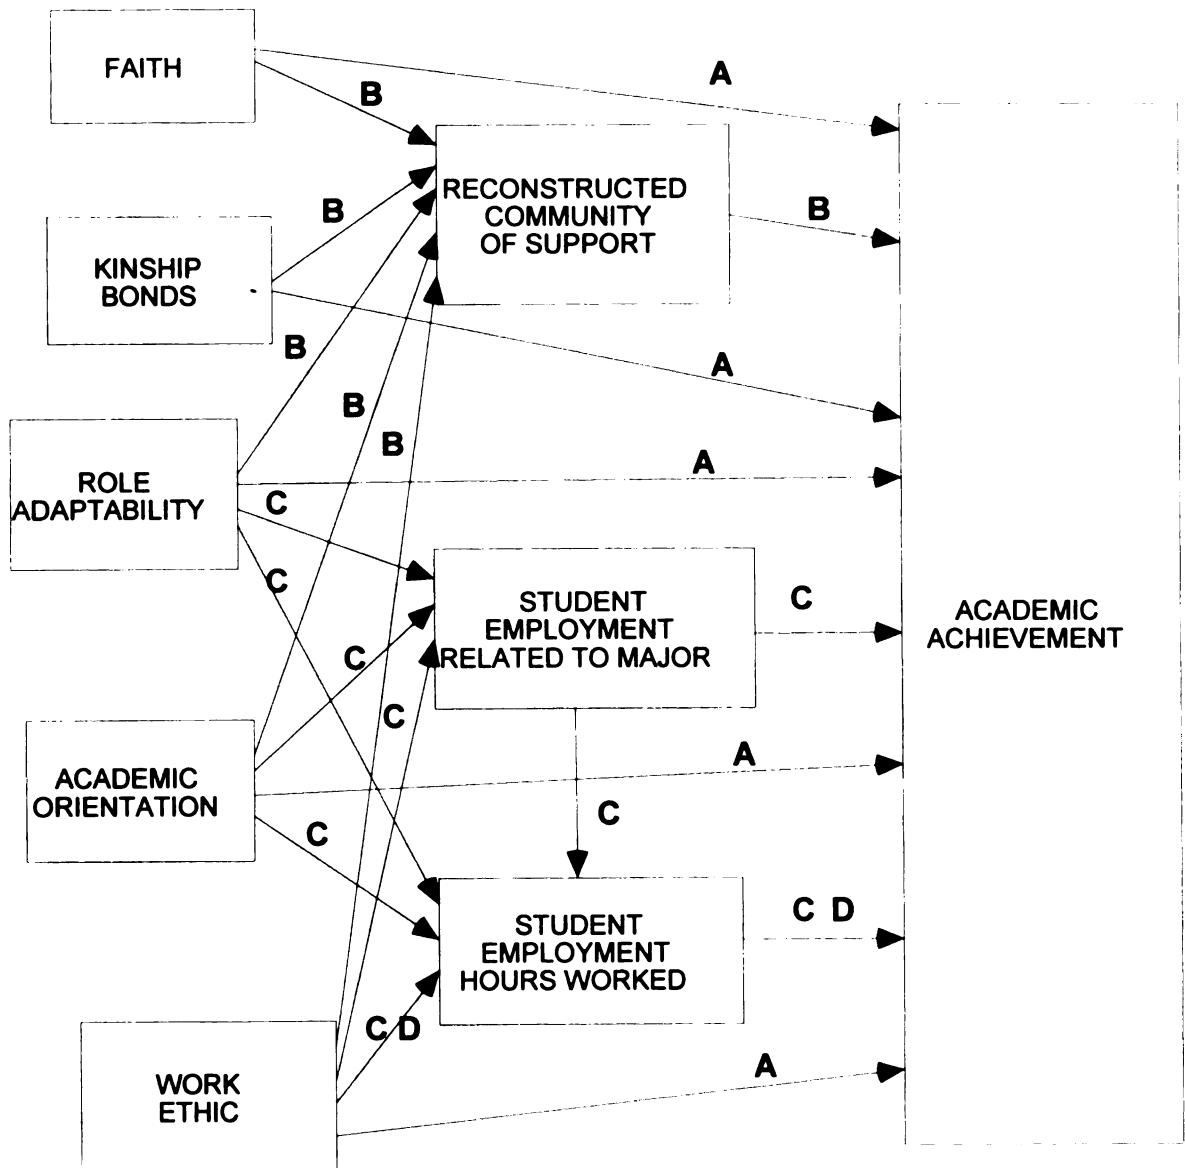 FAITH
A
B
RECONSTRUCTED
COMMUNITY
OF SUPPORT
B
B
KINSHIP
BONDS
B
A
B
B
A
ROLE
ADAPTABILITY
C
C
STUDENT
EMPLOYMENT
RELATED TO MAJOR
C
ACADEMIC
ACHIEVEMENT
C
C
A
ACADEMIC
ORIENTATION
C
C
STUDENT
EMPLOYMENT
HOURS WORKED
C D
C D
A
WORK
ETHIC